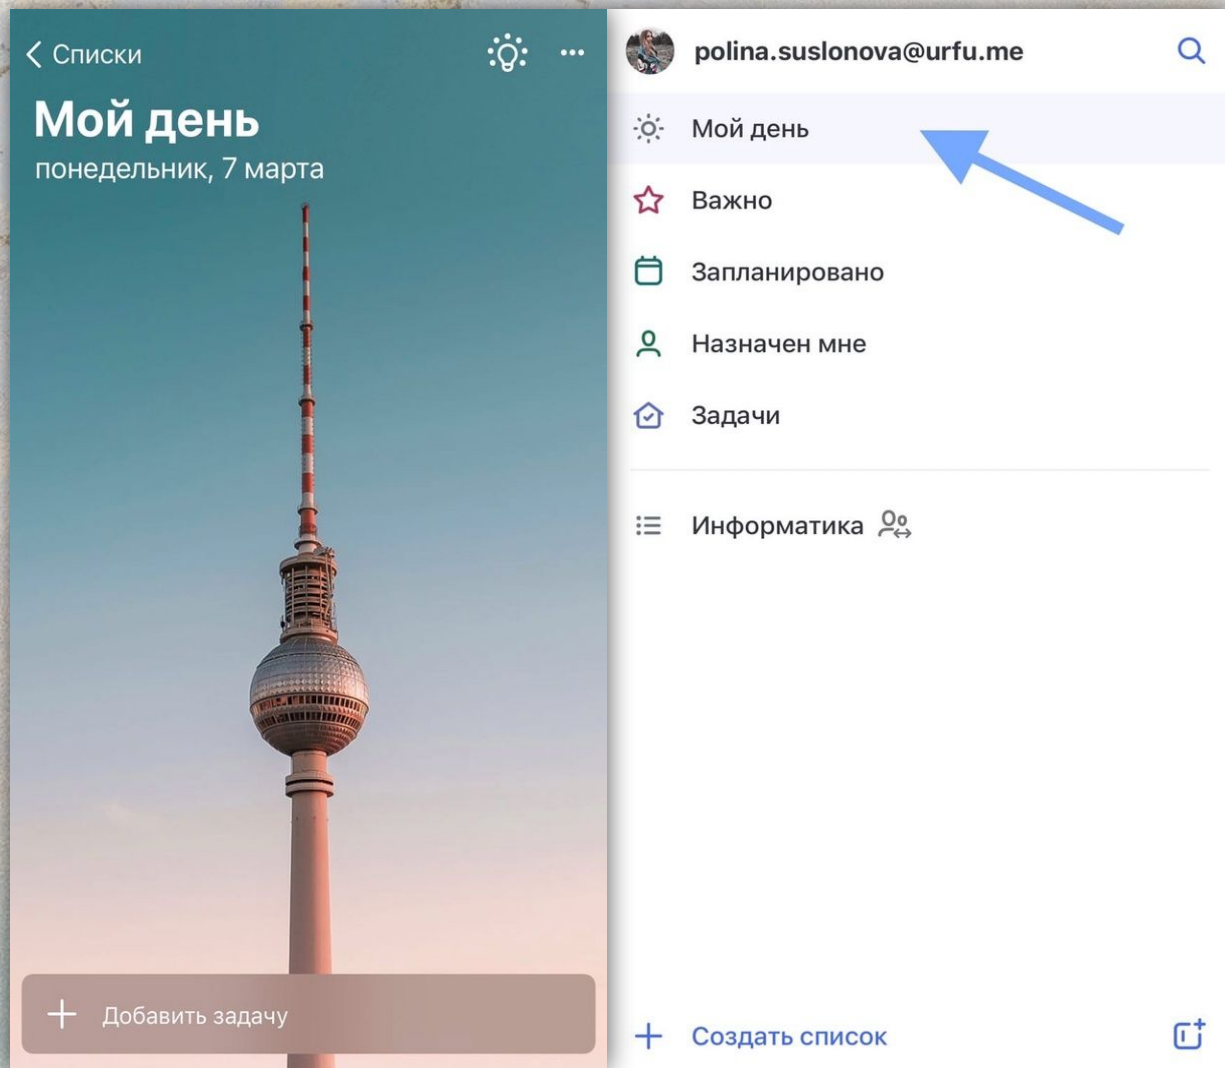 Списки
Мой день
понедельник, 7 марта
Добавить задачу
polina.suslonova@urfu.me
Мой день
Важно
Запланировано
Назначен мне
Задачи
Информатика
Создать список